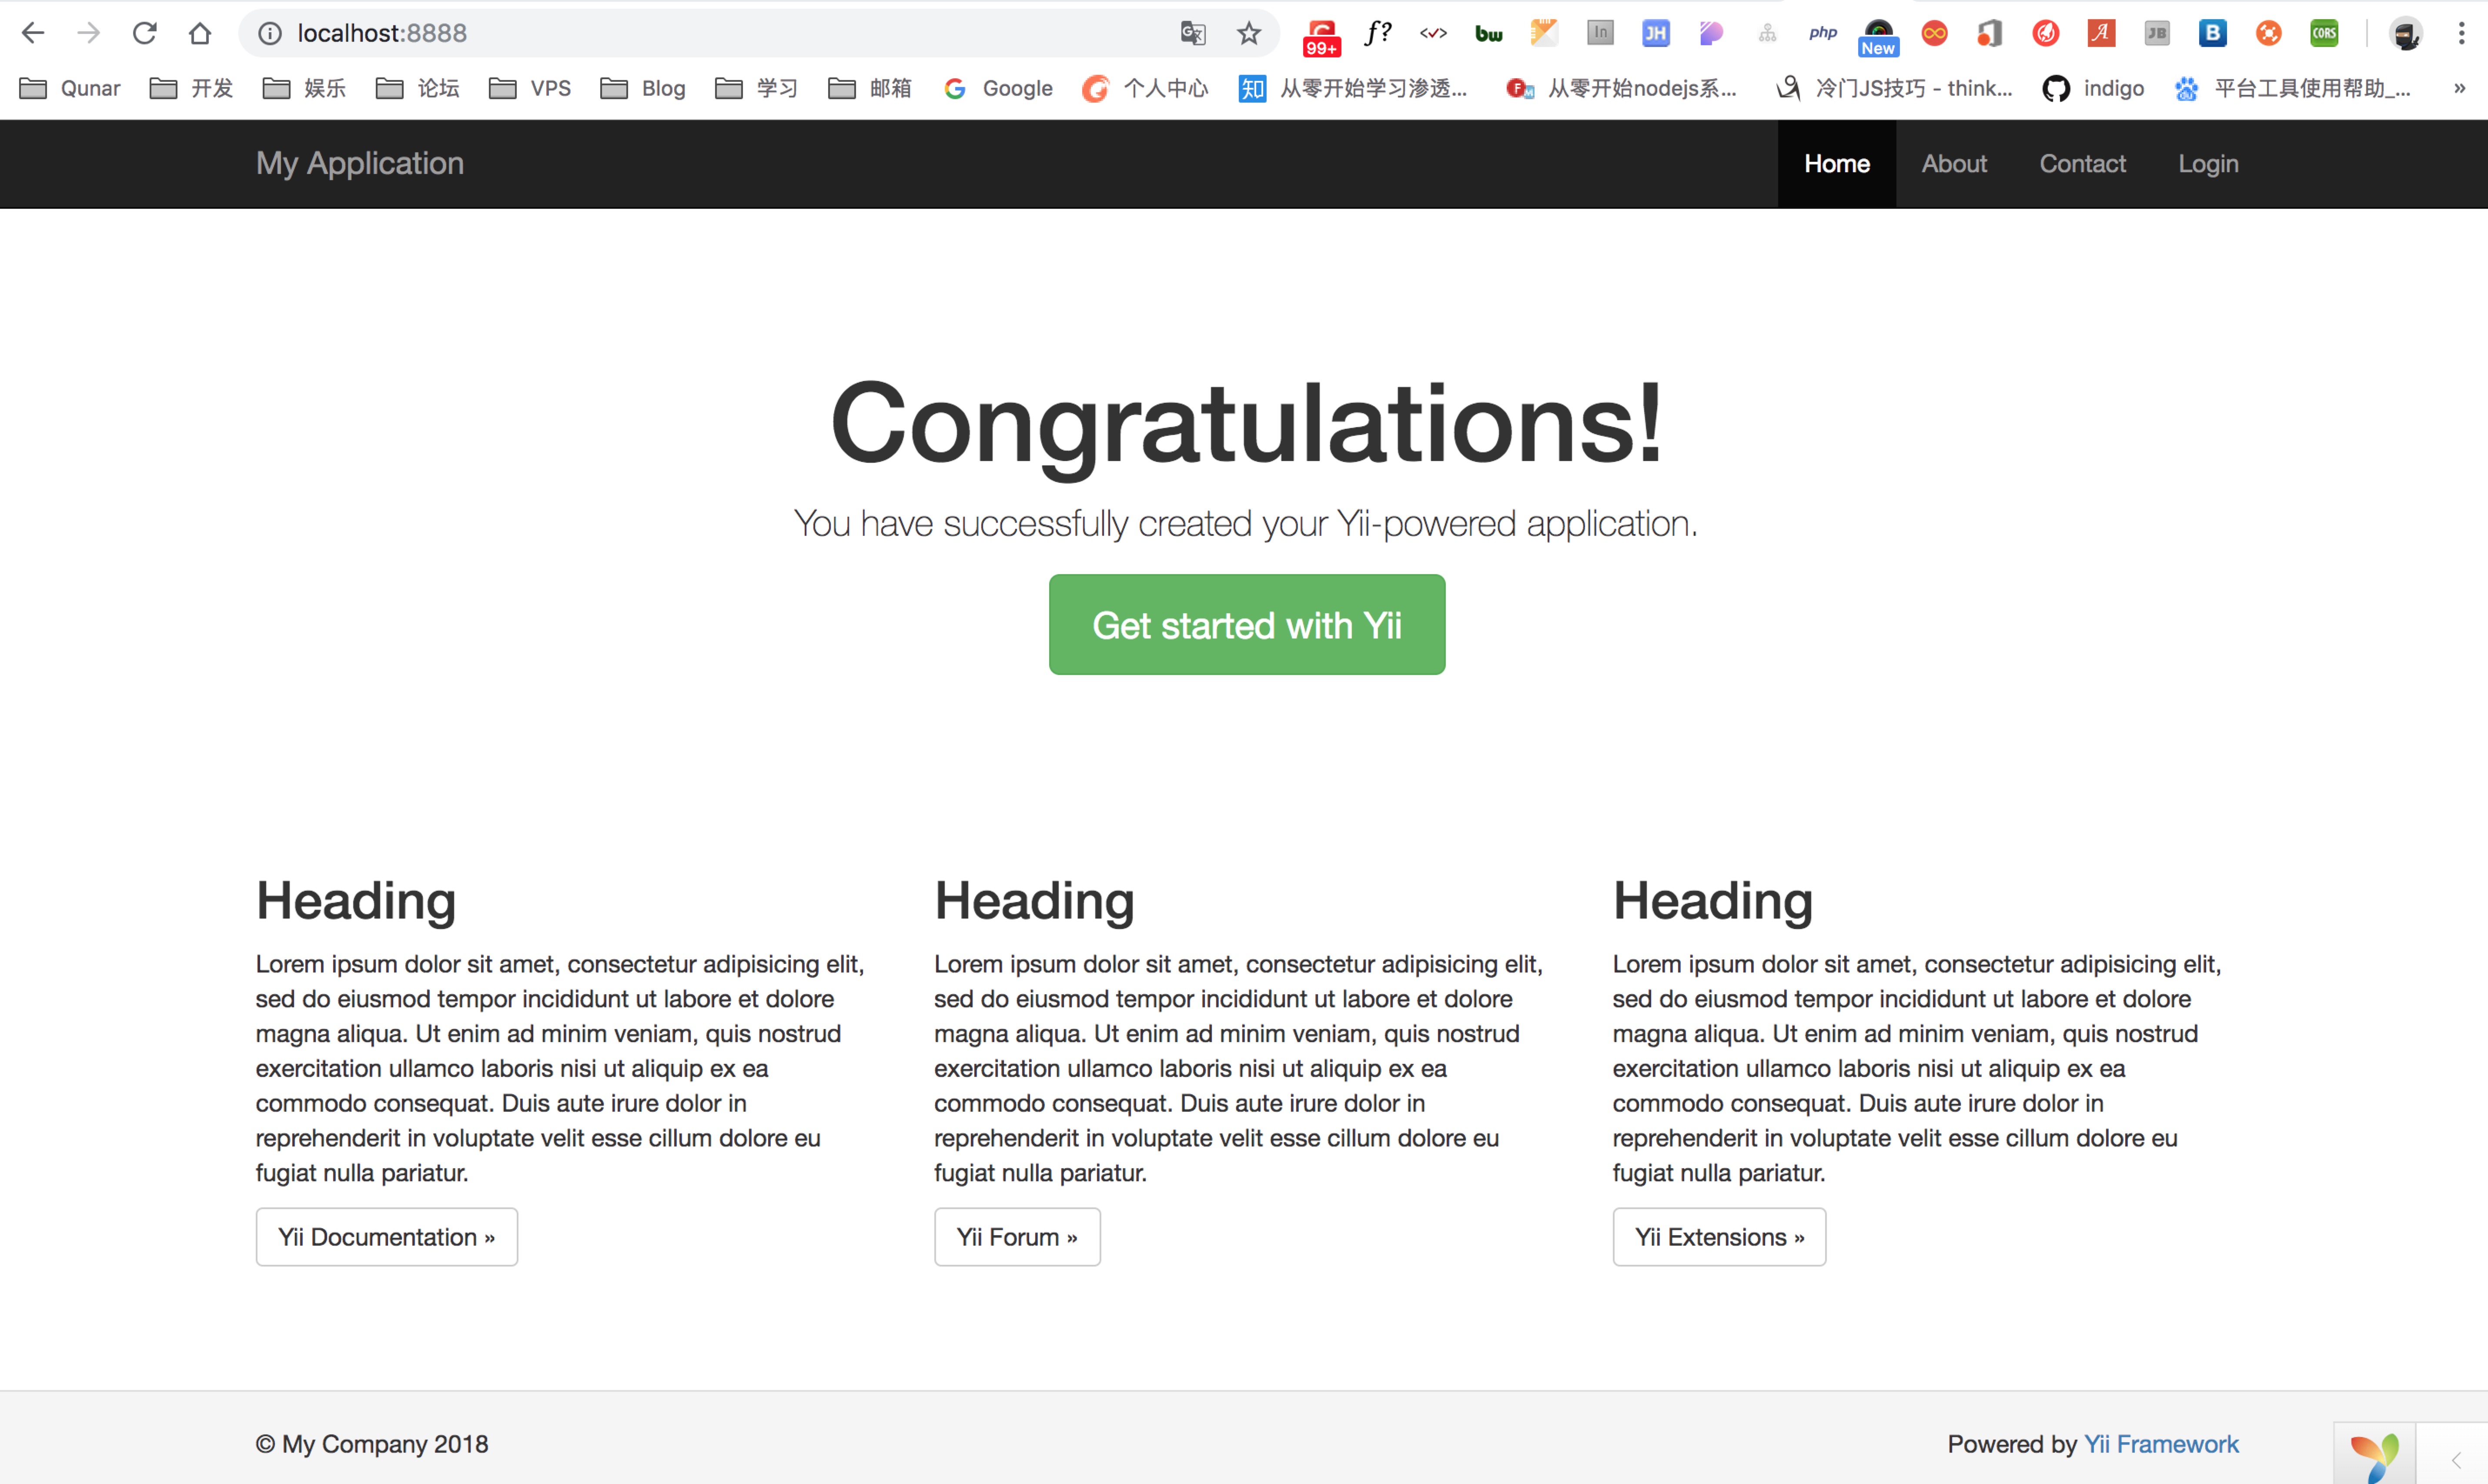 localhost:8888
99+
f?
bw
In
JH
php
New
A
JB
B
CORS
Qunar
开发
娱乐
论坛
VPS
Blog
学习
邮箱
Google
个人中心
知
从零开始学习渗透...
从零开始nodejs系...
冷门JS技巧 - think...
indigo
平台工具使用帮助_...
»
My Application
Home
About
Contact
Login
Congratulations!
You have successfully created your Yii-powered application.
Get started with Yii
Heading
Lorem ipsum dolor sit amet, consectetur adipisicing elit,
sed do eiusmod tempor incididunt ut labore et dolore
magna aliqua. Ut enim ad minim veniam, quis nostrud
exercitation ullamco laboris nisi ut aliquip ex ea
commodo consequat. Duis aute irure dolor in
reprehenderit in voluptate velit esse cillum dolore eu
fugiat nulla pariatur.
Yii Documentation »
Heading
Lorem ipsum dolor sit amet, consectetur adipisicing elit,
sed do eiusmod tempor incididunt ut labore et dolore
magna aliqua. Ut enim ad minim veniam, quis nostrud
exercitation ullamco laboris nisi ut aliquip ex ea
commodo consequat. Duis aute irure dolor in
reprehenderit in voluptate velit esse cillum dolore eu
fugiat nulla pariatur.
Yii Forum »
Heading
Lorem ipsum dolor sit amet, consectetur adipisicing elit,
sed do eiusmod tempor incididunt ut labore et dolore
magna aliqua. Ut enim ad minim veniam, quis nostrud
exercitation ullamco laboris nisi ut aliquip ex ea
commodo consequat. Duis aute irure dolor in
reprehenderit in voluptate velit esse cillum dolore eu
fugiat nulla pariatur.
Yii Extensions »
© My Company 2018
Powered by Yii Framework